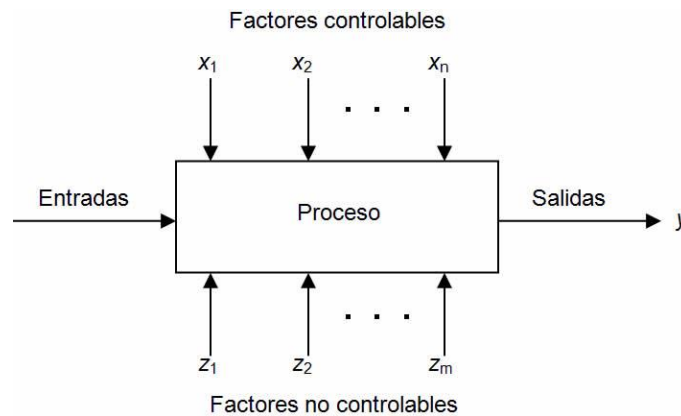 Factores controlables
x1 x2 xn
. . .
Entradas Proceso Salidas y
. . .
z1 z2 zm
Factores no controlables